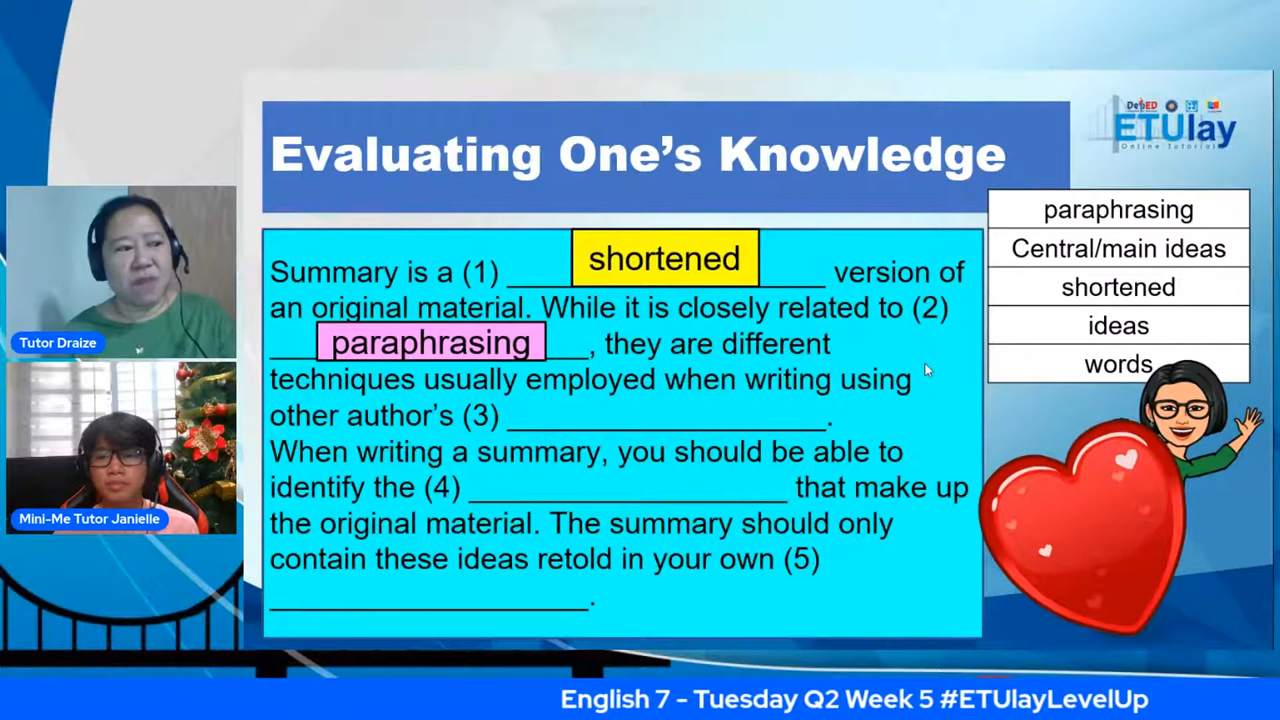 Evaluating One's Knowledge
DepED
ETUlay
Online Tutorial
paraphrasing
Central/main ideas
shortened
ideas
words
Summary is a (1) ____________________ version of
shortened
an original material. While it is closely related to (2)
____________________, they are different
paraphrasing
techniques usually employed when writing using
other author's (3) ____________________.
When writing a summary, you should be able to
identify the (4) ____________________ that make up
the original material. The summary should only
contain these ideas retold in your own (5)
____________________.
Tutor Draize
Mini-Me Tutor Janielle
English 7 - Tuesday Q2 Week 5 #ETUlayLevelUp